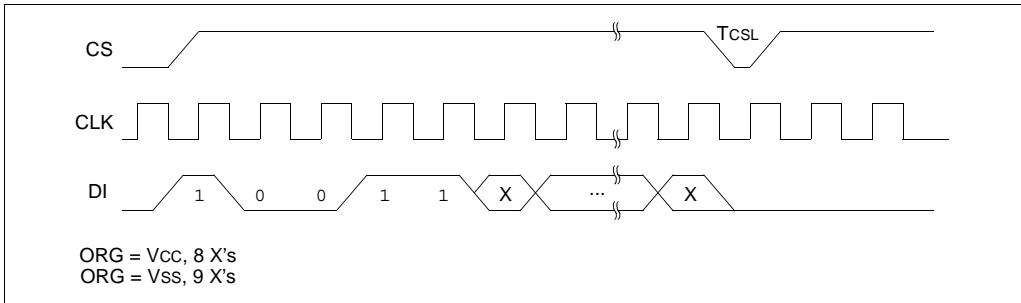 CS
TCSL
CLK
DI
1 0 0 1 1 X ... X
ORG = VCC, 8 X's
ORG = VSS, 9 X's